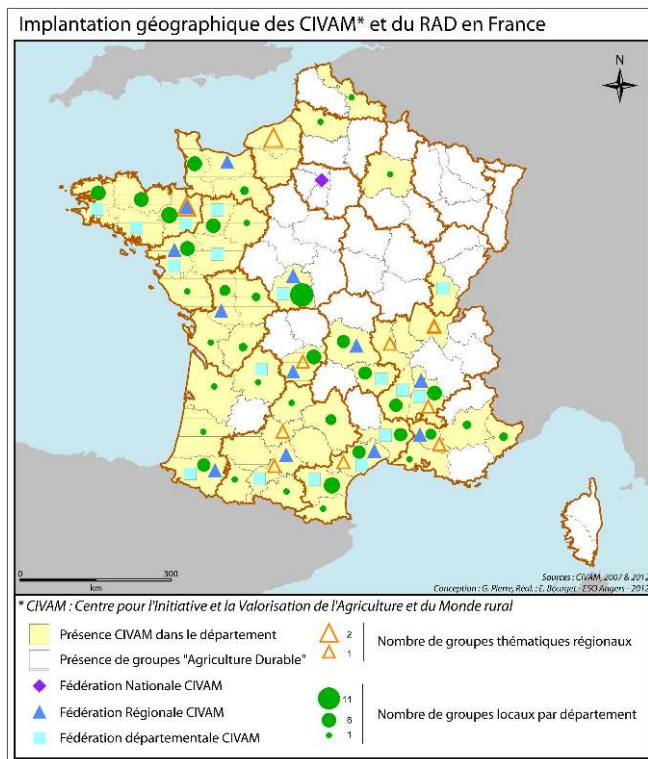 Implantation géographique des CIVAM* et du RAD en France
N
0 300
km
Sources : CIVAM, 2007 & 2012
Conception : G. Pierre, Réal. : E. Bourget - ESO Angers - 2012
* CIVAM : Centre pour l'Initiative et la Valorisation de l'Agriculture et du Monde rural
Présence CIVAM dans le département
Présence de groupes "Agriculture Durable"
Fédération Nationale CIVAM
Fédération Régionale CIVAM
Fédération départementale CIVAM
2
1
Nombre de groupes thématiques régionaux
11
6
1
Nombre de groupes locaux par département